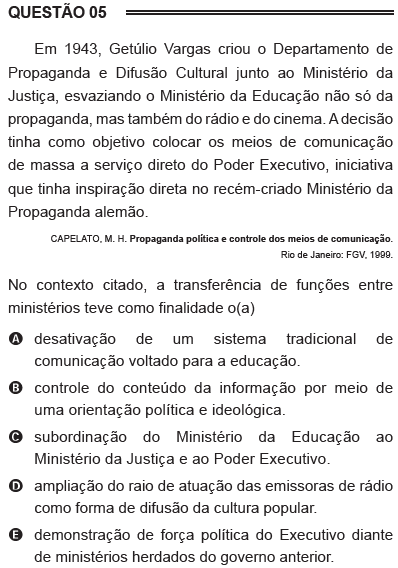 QUESTÃO 05
Em 1943, Getúlio Vargas criou o Departamento de
Propaganda e Difusão Cultural junto ao Ministério da
Justiça, esvaziando o Ministério da Educação não só da
propaganda, mas também do rádio e do cinema. A decisão
tinha como objetivo colocar os meios de comunicação
de massa a serviço direto do Poder Executivo, iniciativa
que tinha inspiração direta no recém-criado Ministério da
Propaganda alemão.
CAPELATO, M. H. Propaganda política e controle dos meios de comunicação.
Rio de Janeiro: FGV, 1999.
No contexto citado, a transferência de funções entre
ministérios teve como finalidade o(a)
A desativação de um sistema tradicional de
comunicação voltado para a educação.
B controle do conteúdo da informação por meio de
uma orientação política e ideológica.
C subordinação do Ministério da Educação ao
Ministério da Justiça e ao Poder Executivo.
D ampliação do raio de atuação das emissoras de rádio
como forma de difusão da cultura popular.
E demonstração de força política do Executivo diante
de ministérios herdados do governo anterior.